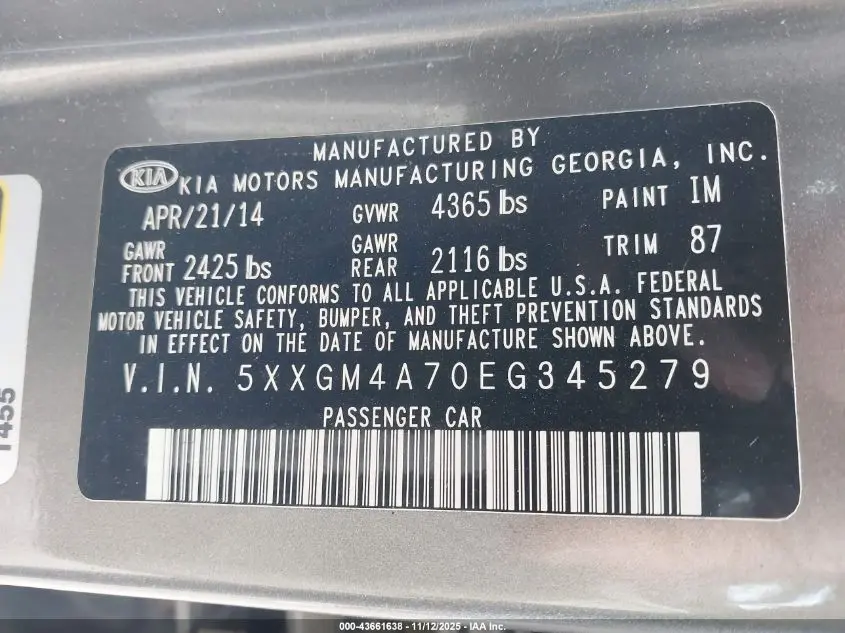 MANUFACTURED BY
KIA KIA MOTORS MANUFACTURING GEORGIA, INC.
APR/21/14 GVWR 4365 lbs PAINT IM
GAWR FRONT 2425 lbs GAWR REAR 2116 lbs TRIM 87
THIS VEHICLE CONFORMS TO ALL APPLICABLE U.S.A. FEDERAL
MOTOR VEHICLE SAFETY, BUMPER, AND THEFT PREVENTION STANDARDS
IN EFFECT ON THE DATE OF MANUFACTURE SHOWN ABOVE.
V.I.N. 5XXGM4A70EG345279
PASSENGER CAR
1455
000-43661638 - 11/12/2025 - IAA Inc.